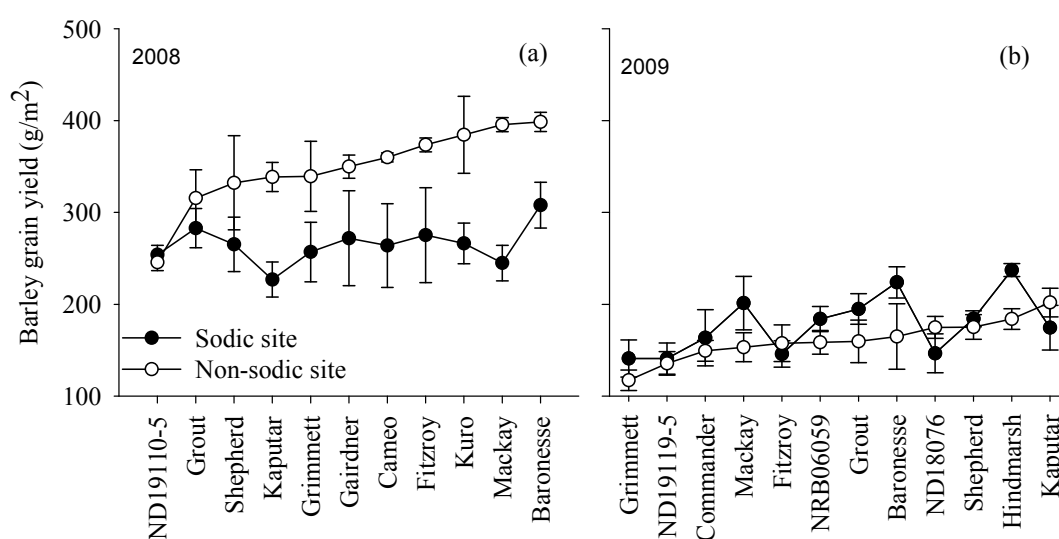 Barley grain yield (g/m²)
500
400
300
200
100
2008
(a)
Sodic site
Non-sodic site
ND19110-5
Grout
Shepherd
Kaputar
Grimmett
Gairdner
Cameo
Fitzroy
Kuro
Mackay
Baronesse
2009
(b)
Grimmett
ND19119-5
Commander
Mackay
Fitzroy
NRB06059
Grout
Baronesse
ND18076
Shepherd
Hindmarsh
Kaputar